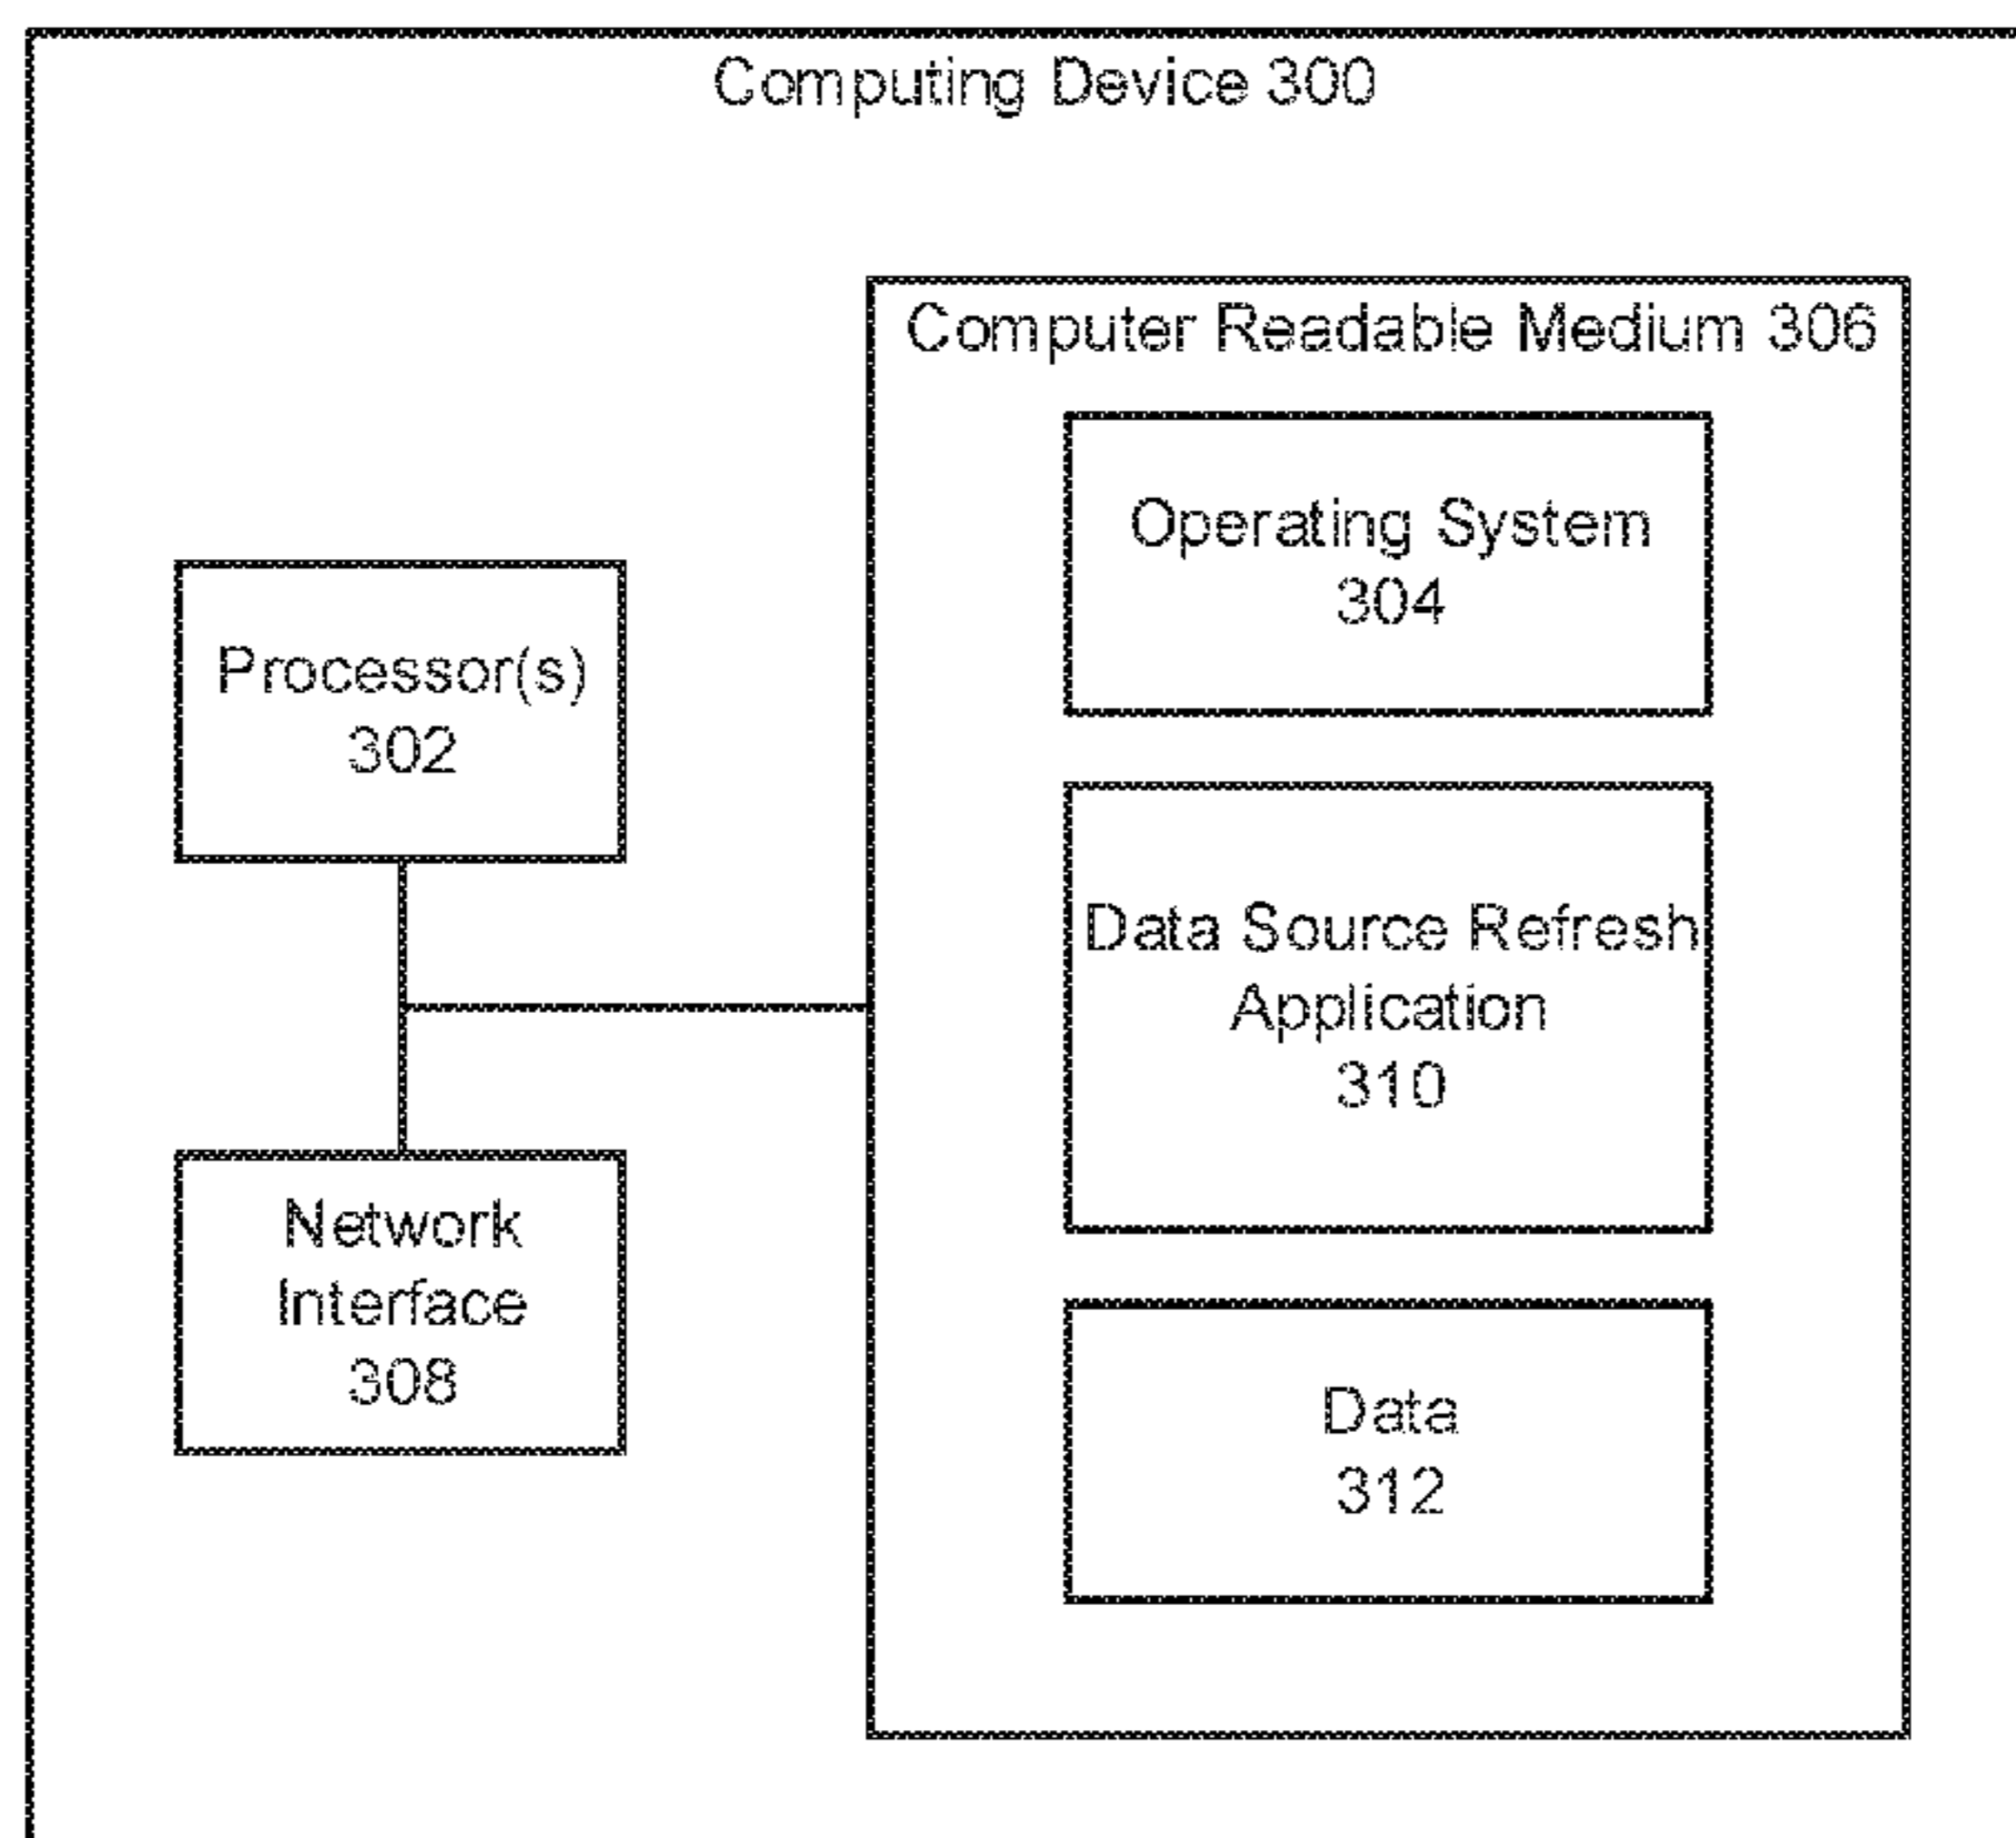 Computing Device 300
Computer Readable Medium 306
Operating System
304
Processor(s)
302
Data Source Refresh
Application
310
Network
Interface
308
Data
312